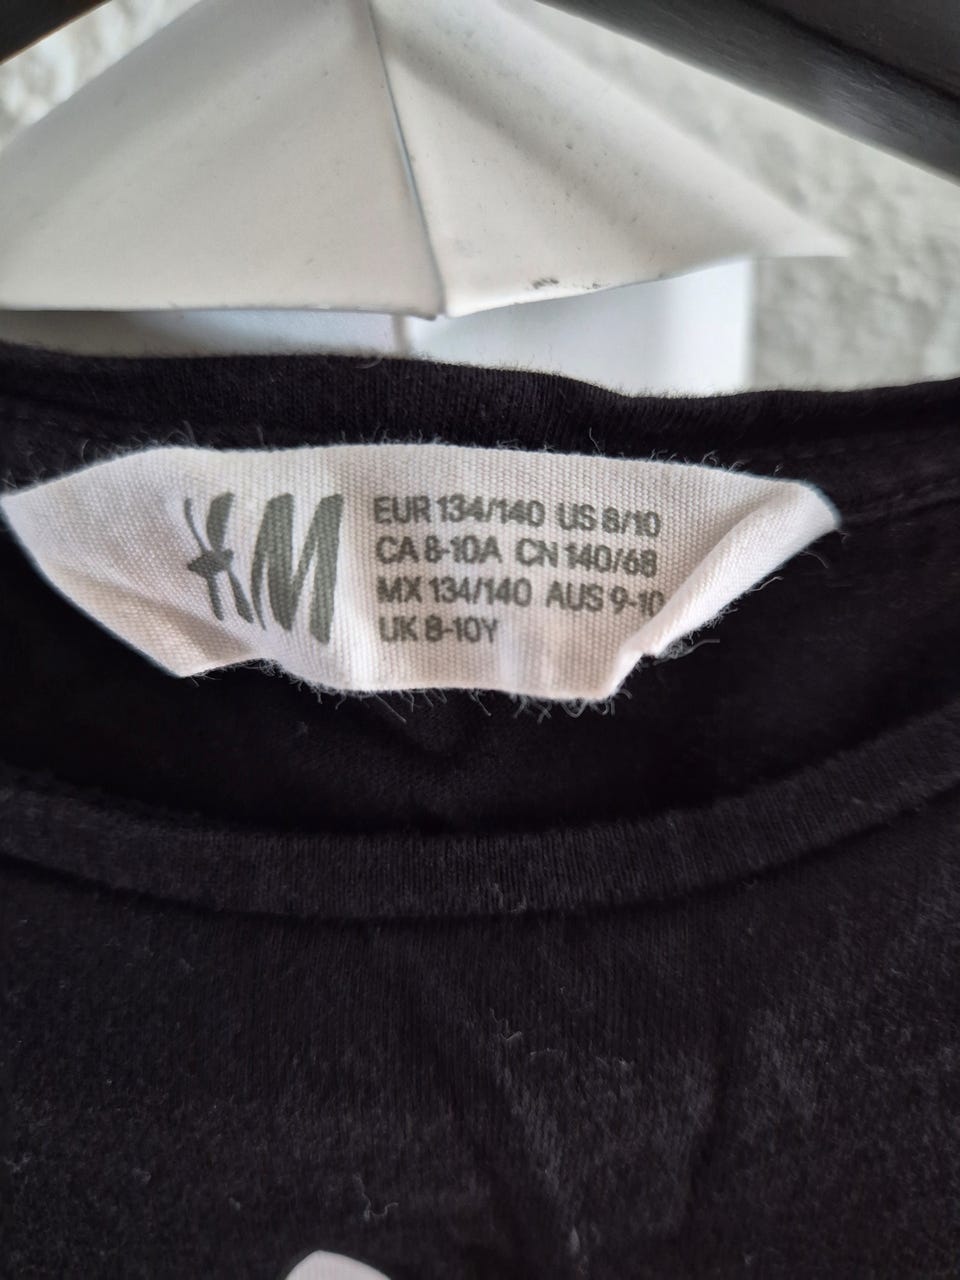 H&M
EUR 134/140 US 8/10
CA 8-10A CN 140/68
MX 134/140 AUS 9-10
UK 8-10Y